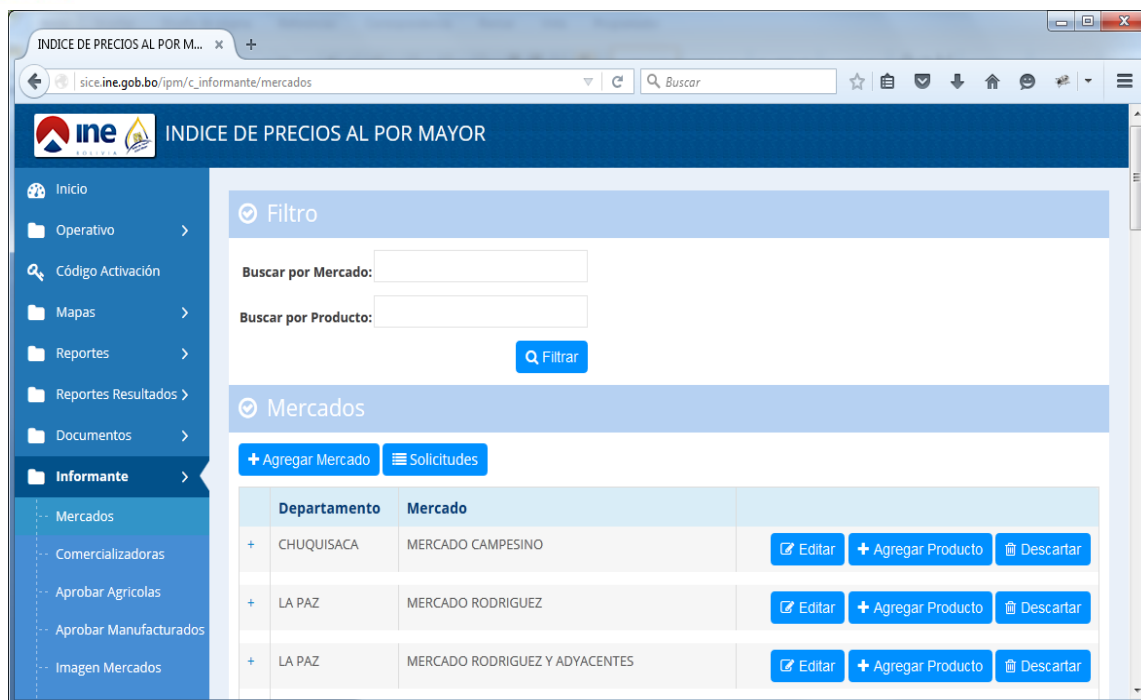 INDICE DE PRECIOS AL POR M...
sice.ine.gob.bo/ipm/c_informante/mercados
Buscar
ine
BOLIVIA
INDICE DE PRECIOS AL POR MAYOR
Inicio
Operativo
Código Activación
Mapas
Reportes
Reportes Resultados
Documentos
Informante
Mercados
Comercializadoras
Aprobar Agricolas
Aprobar Manufacturados
Imagen Mercados
Filtro
Buscar por Mercado:
Buscar por Producto:
Filtrar
Mercados
+ Agregar Mercado Solicitudes
Departamento Mercado
+ CHUQUISACA MERCADO CAMPESINO Editar + Agregar Producto Descartar
+ LA PAZ MERCADO RODRIGUEZ Editar + Agregar Producto Descartar
+ LA PAZ MERCADO RODRIGUEZ Y ADYACENTES Editar + Agregar Producto Descartar